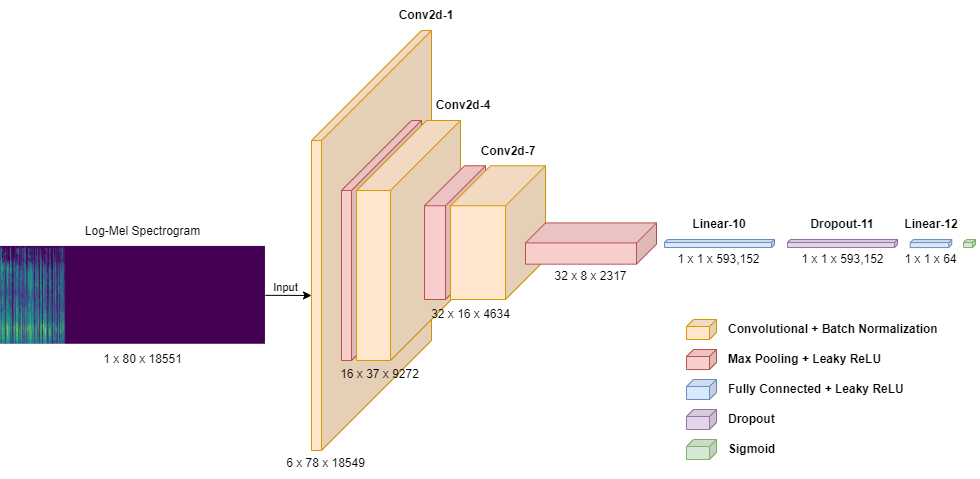 Conv2d-1
Conv2d-4
Conv2d-7
Log-Mel Spectrogram
Linear-10
Dropout-11
Linear-12
1 x 1 x 593,152
1 x 1 x 593,152
1 x 1 x 64
32 x 8 x 2317
Input
32 x 16 x 4634
1 x 80 x 18551
16 x 37 x 9272
6 x 78 x 18549
Convolutional + Batch Normalization
Max Pooling + Leaky ReLU
Fully Connected + Leaky ReLU
Dropout
Sigmoid